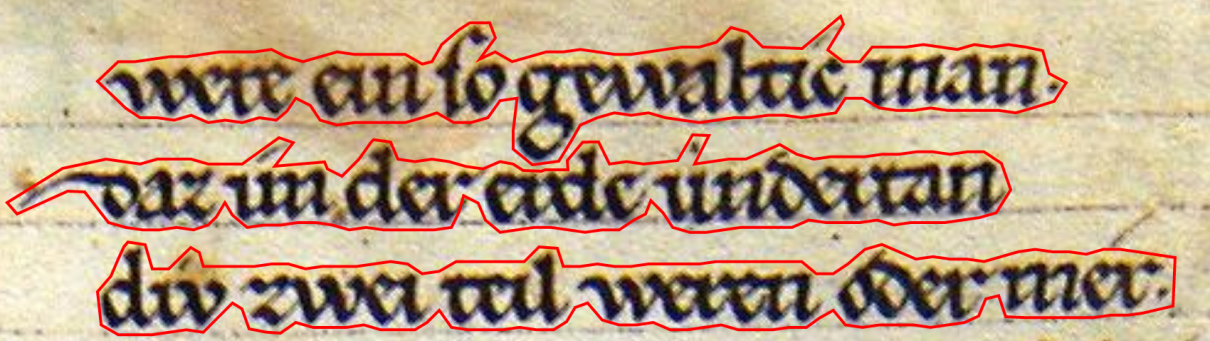 were ein so gewaltic man.
daz im der erde undertan
div zwei teil weren oder mer.